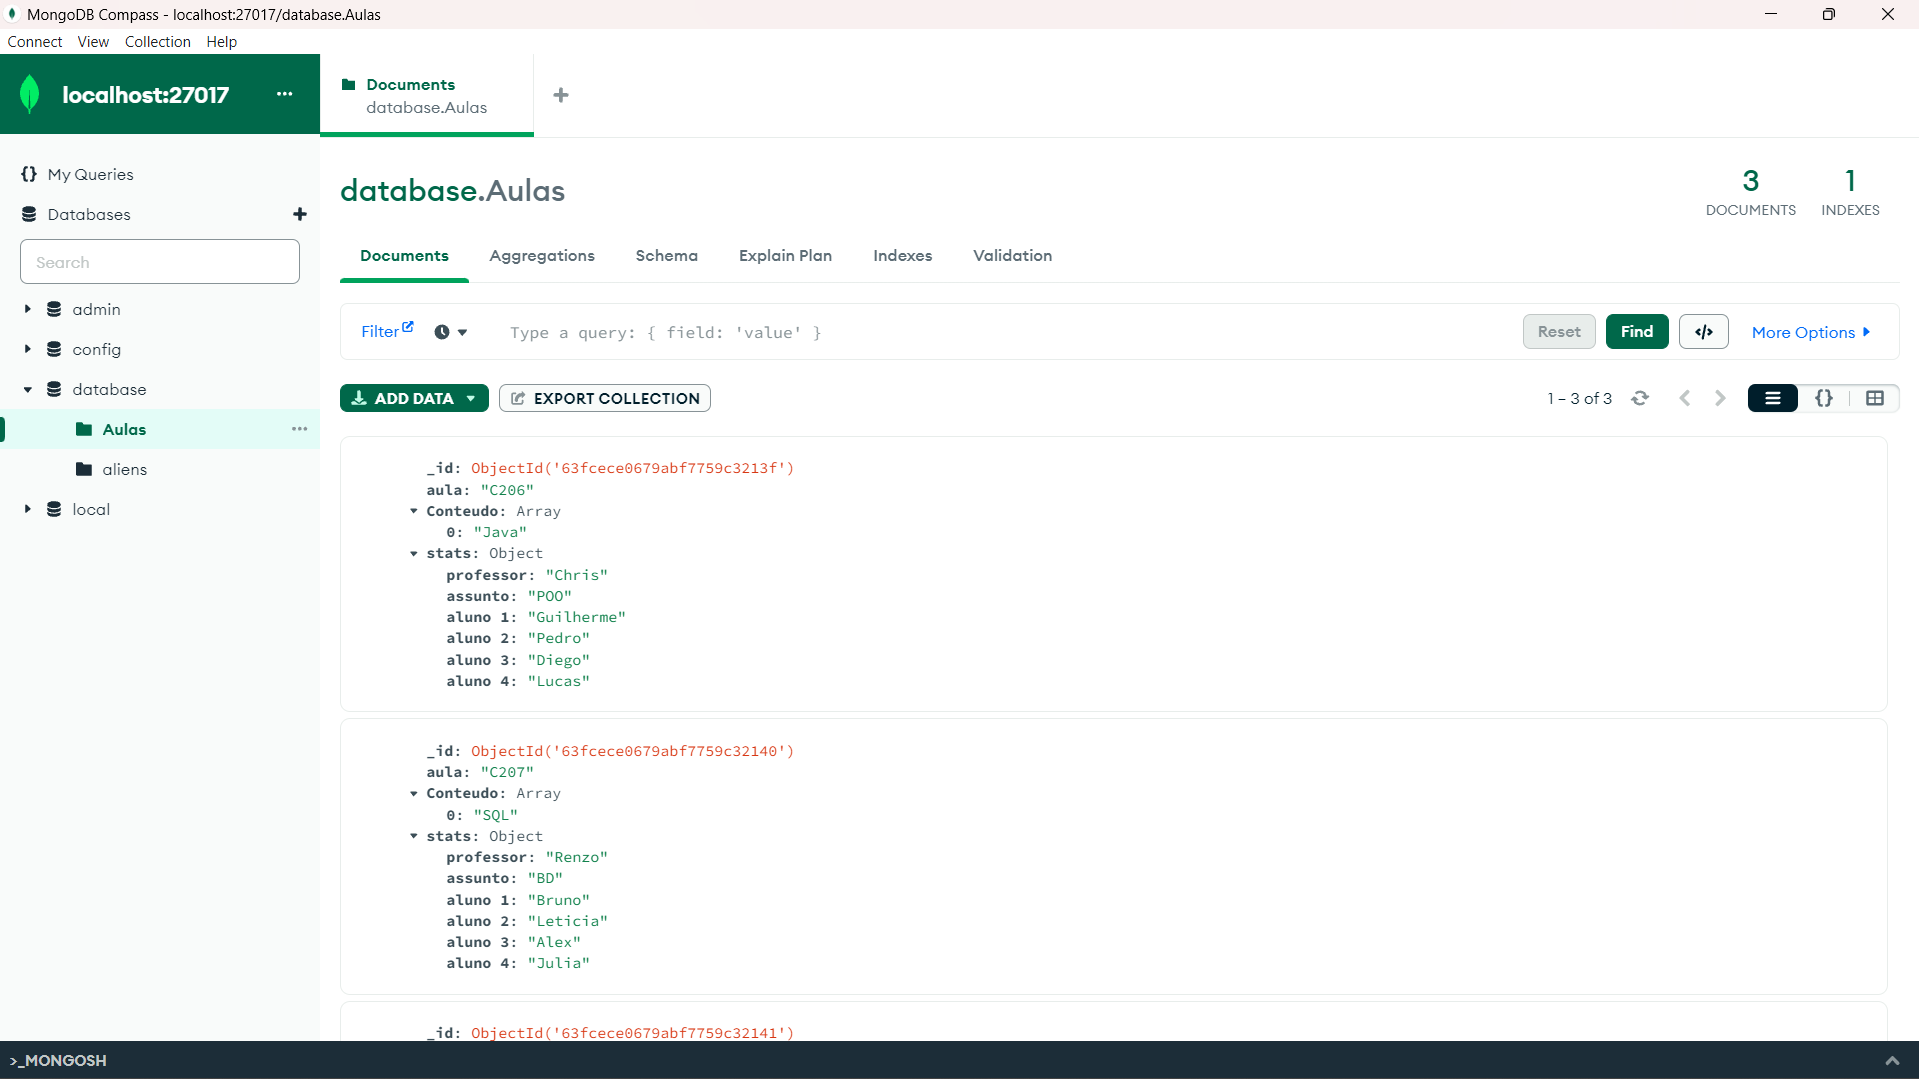 MongoDB Compass - localhost:27017/database.Aulas
Connect View Collection Help
localhost:27017 ...
Documents
database.Aulas
My Queries
Databases
Search
admin
config
database
Aulas ...
aliens
local
database.Aulas
3
DOCUMENTS
1
INDEXES
Documents Aggregations Schema Explain Plan Indexes Validation
Filter Type a query: { field: 'value' } Reset Find </> More Options
ADD DATA EXPORT COLLECTION 1 – 3 of 3 {}
_id: ObjectId('63fcece0679abf7759c3213f')
aula: "C206"
Conteudo: Array
0: "Java"
stats: Object
professor: "Chris"
assunto: "POO"
aluno 1: "Guilherme"
aluno 2: "Pedro"
aluno 3: "Diego"
aluno 4: "Lucas"
_id: ObjectId('63fcece0679abf7759c32140')
aula: "C207"
Conteudo: Array
0: "SQL"
stats: Object
professor: "Renzo"
assunto: "BD"
aluno 1: "Bruno"
aluno 2: "Leticia"
aluno 3: "Alex"
aluno 4: "Julia"
_id: ObjectId('63fcece0679abf7759c32141')
>_MONGOSH